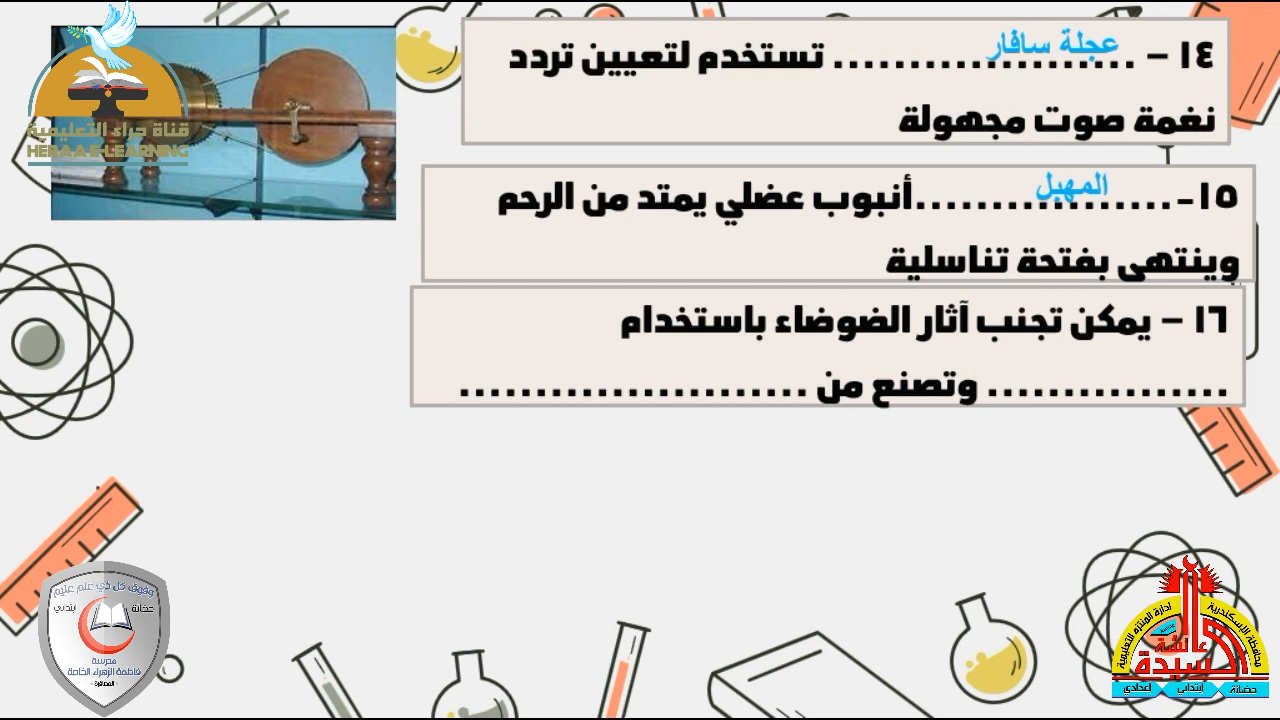 ١٤ – .................... تستخدم لتعيين تردد
عجلة سافار
نغمة صوت مجهولة
١٥-.................أنبوب عضلي يمتد من الرحم
المهبل
وينتهى بفتحة تناسلية
١٦ – يمكن تجنب آثار الضوضاء باستخدام
................ وتصنع من .......................
قناة حراء التعليمية
HERAA E-LEARNING
وفوق كل ذي علم عليم
حضانة
ابتدائي
مدرسة
فاطمة الزهراء الخاصة
محافظة الإسكندرية
إدارة المنتزه التعليمية
عائشة
السيدة
حضانة
إبتدائي
إعدادي